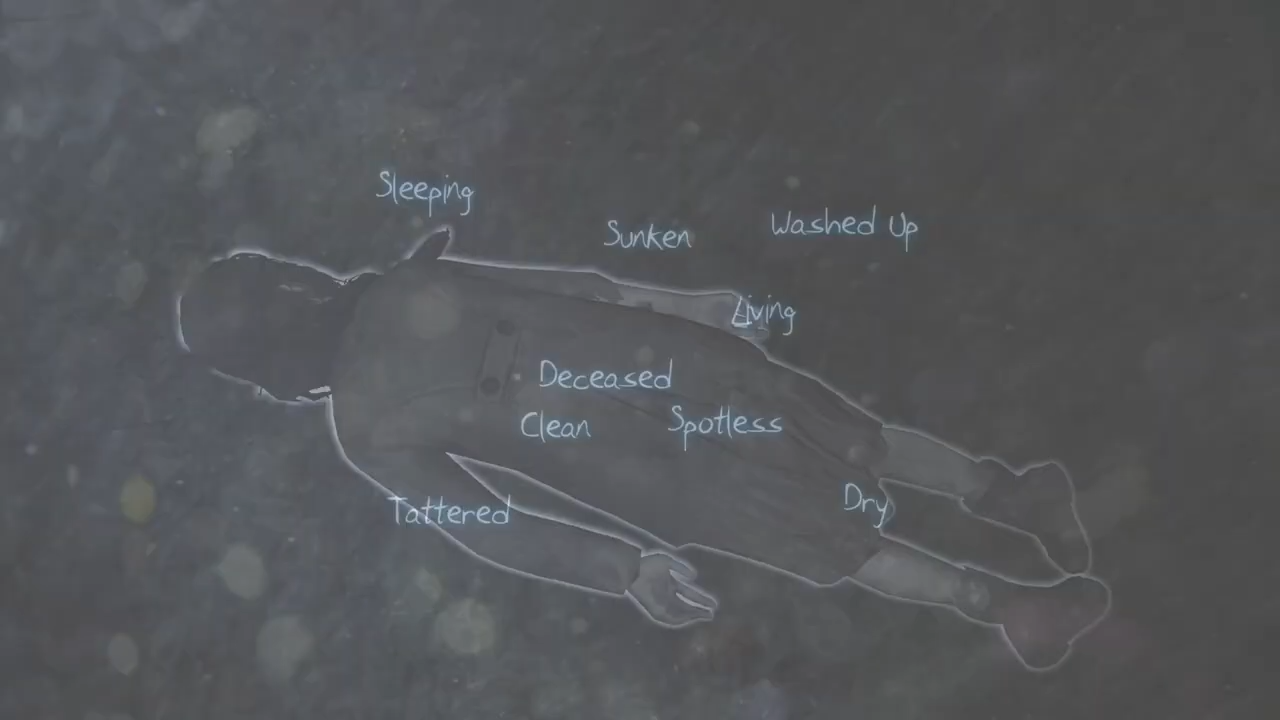 Sleeping
Sunken
Washed Up
Living
Deceased
Clean
Spotless
Tattered
Dry